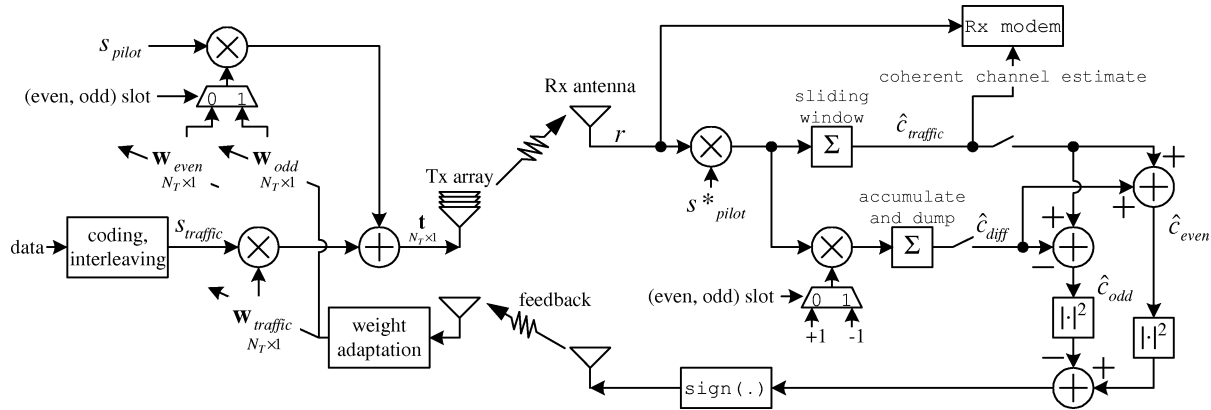 s_pilot
(even, odd) slot
0 1
w_even
N_T×1
w_odd
N_T×1
data
coding,
interleaving
s_traffic
w_traffic
N_T×1
weight
adaptation
t
N_T×1
Tx array
Rx antenna
r
feedback
s*_pilot
sliding
window
Σ
ĉ_traffic
Rx modem
coherent channel estimate
accumulate
and dump
Σ
ĉ_diff
(even, odd) slot
0 1
+1 -1
+
−
+
+
ĉ_even
ĉ_odd
|·|²
|·|²
−
+
sign(.)